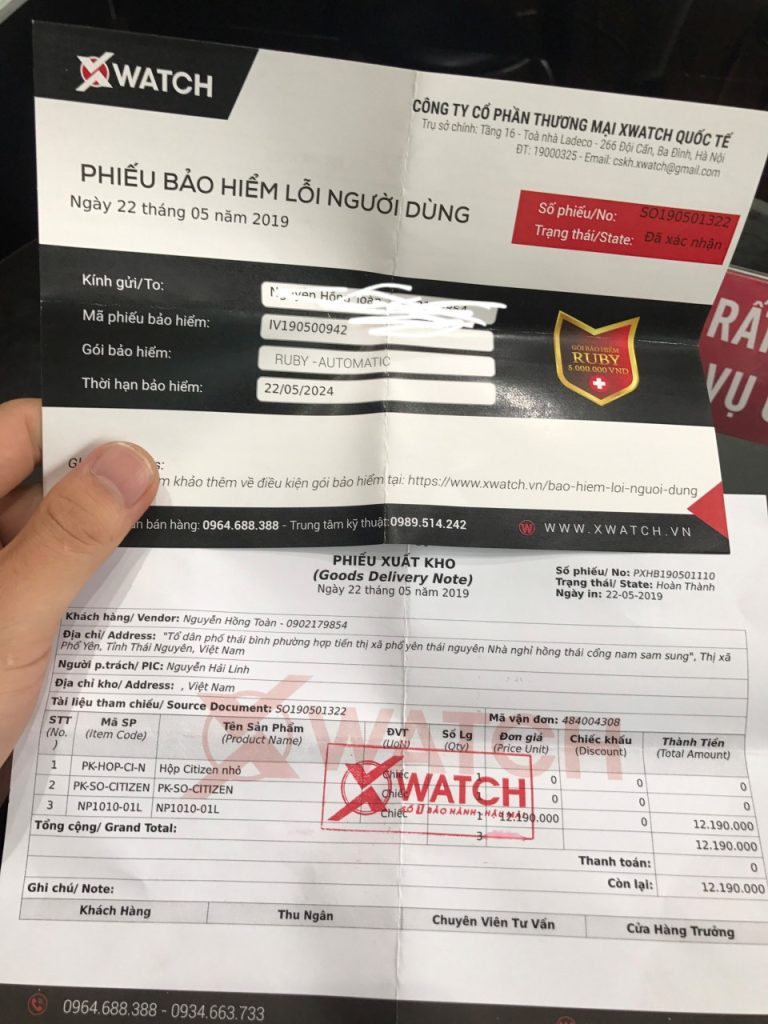 XWATCH
CÔNG TY CỔ PHẦN THƯƠNG MẠI XWATCH QUỐC TẾ
Trụ sở chính: Tầng 16 - Toà nhà Ladeco - 266 Đội Cấn, Ba Đình, Hà Nội
ĐT: 19000325 - Email: cskh.xwatch@gmail.com
PHIẾU BẢO HIỂM LỖI NGƯỜI DÙNG
Ngày 22 tháng 05 năm 2019
Số phiếu/No: SO190501322
Trạng thái/State: Đã xác nhận
Kính gửi/To: Nguyen Hồng Toàn
Mã phiếu bảo hiểm: IV190500942
Gói bảo hiểm: RUBY -AUTOMATIC
Thời hạn bảo hiểm: 22/05/2024
GÓI BẢO HIỂM
RUBY
5.000.000 VND
RẤT
VỤ
khảo thêm về điều kiện gói bảo hiểm tại: https://www.xwatch.vn/bao-hiem-loi-nguoi-dung
bán hàng: 0964.688.388 - Trung tâm kỹ thuật:0989.514.242
WWW.XWATCH.VN
PHIẾU XUẤT KHO
(Goods Delivery Note)
Ngày 22 tháng 05 năm 2019
Số phiếu/ No: PXHB190501110
Trạng thái/ State: Hoàn Thành
Ngày in: 22-05-2019
Khách hàng/ Vendor: Nguyễn Hồng Toàn - 0902179854
Địa chỉ/ Address: "Tổ dân phố thái bình phường hợp tiến thị xã phổ yên thái nguyên Nhà nghỉ hồng thái cổng nam sam sung", Thị xã
Phổ Yên, Tỉnh Thái Nguyên, Việt Nam
Người p.trách/ PIC: Nguyễn Hải Linh
Địa chỉ kho/ Address: , Việt Nam
Tài liệu tham chiếu/ Source Document: SO190501322
Mã vận đơn: 484004308
STT (No.) Mã SP (Item Code) Tên Sản Phẩm (Product Name) ĐVT (UoN) Số Lg (Qty) Đơn giá (Price Unit) Chiếc khấu (Discount) Thành Tiền (Total Amount)
1 PK-HOP-CI-N Hộp Citizen nhỏ Chiếc 1 0 0 0
2 PK-SO-CITIZEN PK-SO-CITIZEN Chiếc 0 0 0
3 NP1010-01L NP1010-01L Chiếc 1 12.190.000 0 12.190.000
Tổng cộng/ Grand Total: 3 12.190.000
Thanh toán: 0
Còn lại: 12.190.000
XWATCH
XWATCH
SỐ 1 BẢO HÀNH - HẬU MÃI
Ghi chú/ Note:
Khách Hàng Thu Ngân Chuyên Viên Tư Vấn Cửa Hàng Trưởng
0964.688.388 - 0934.663.733